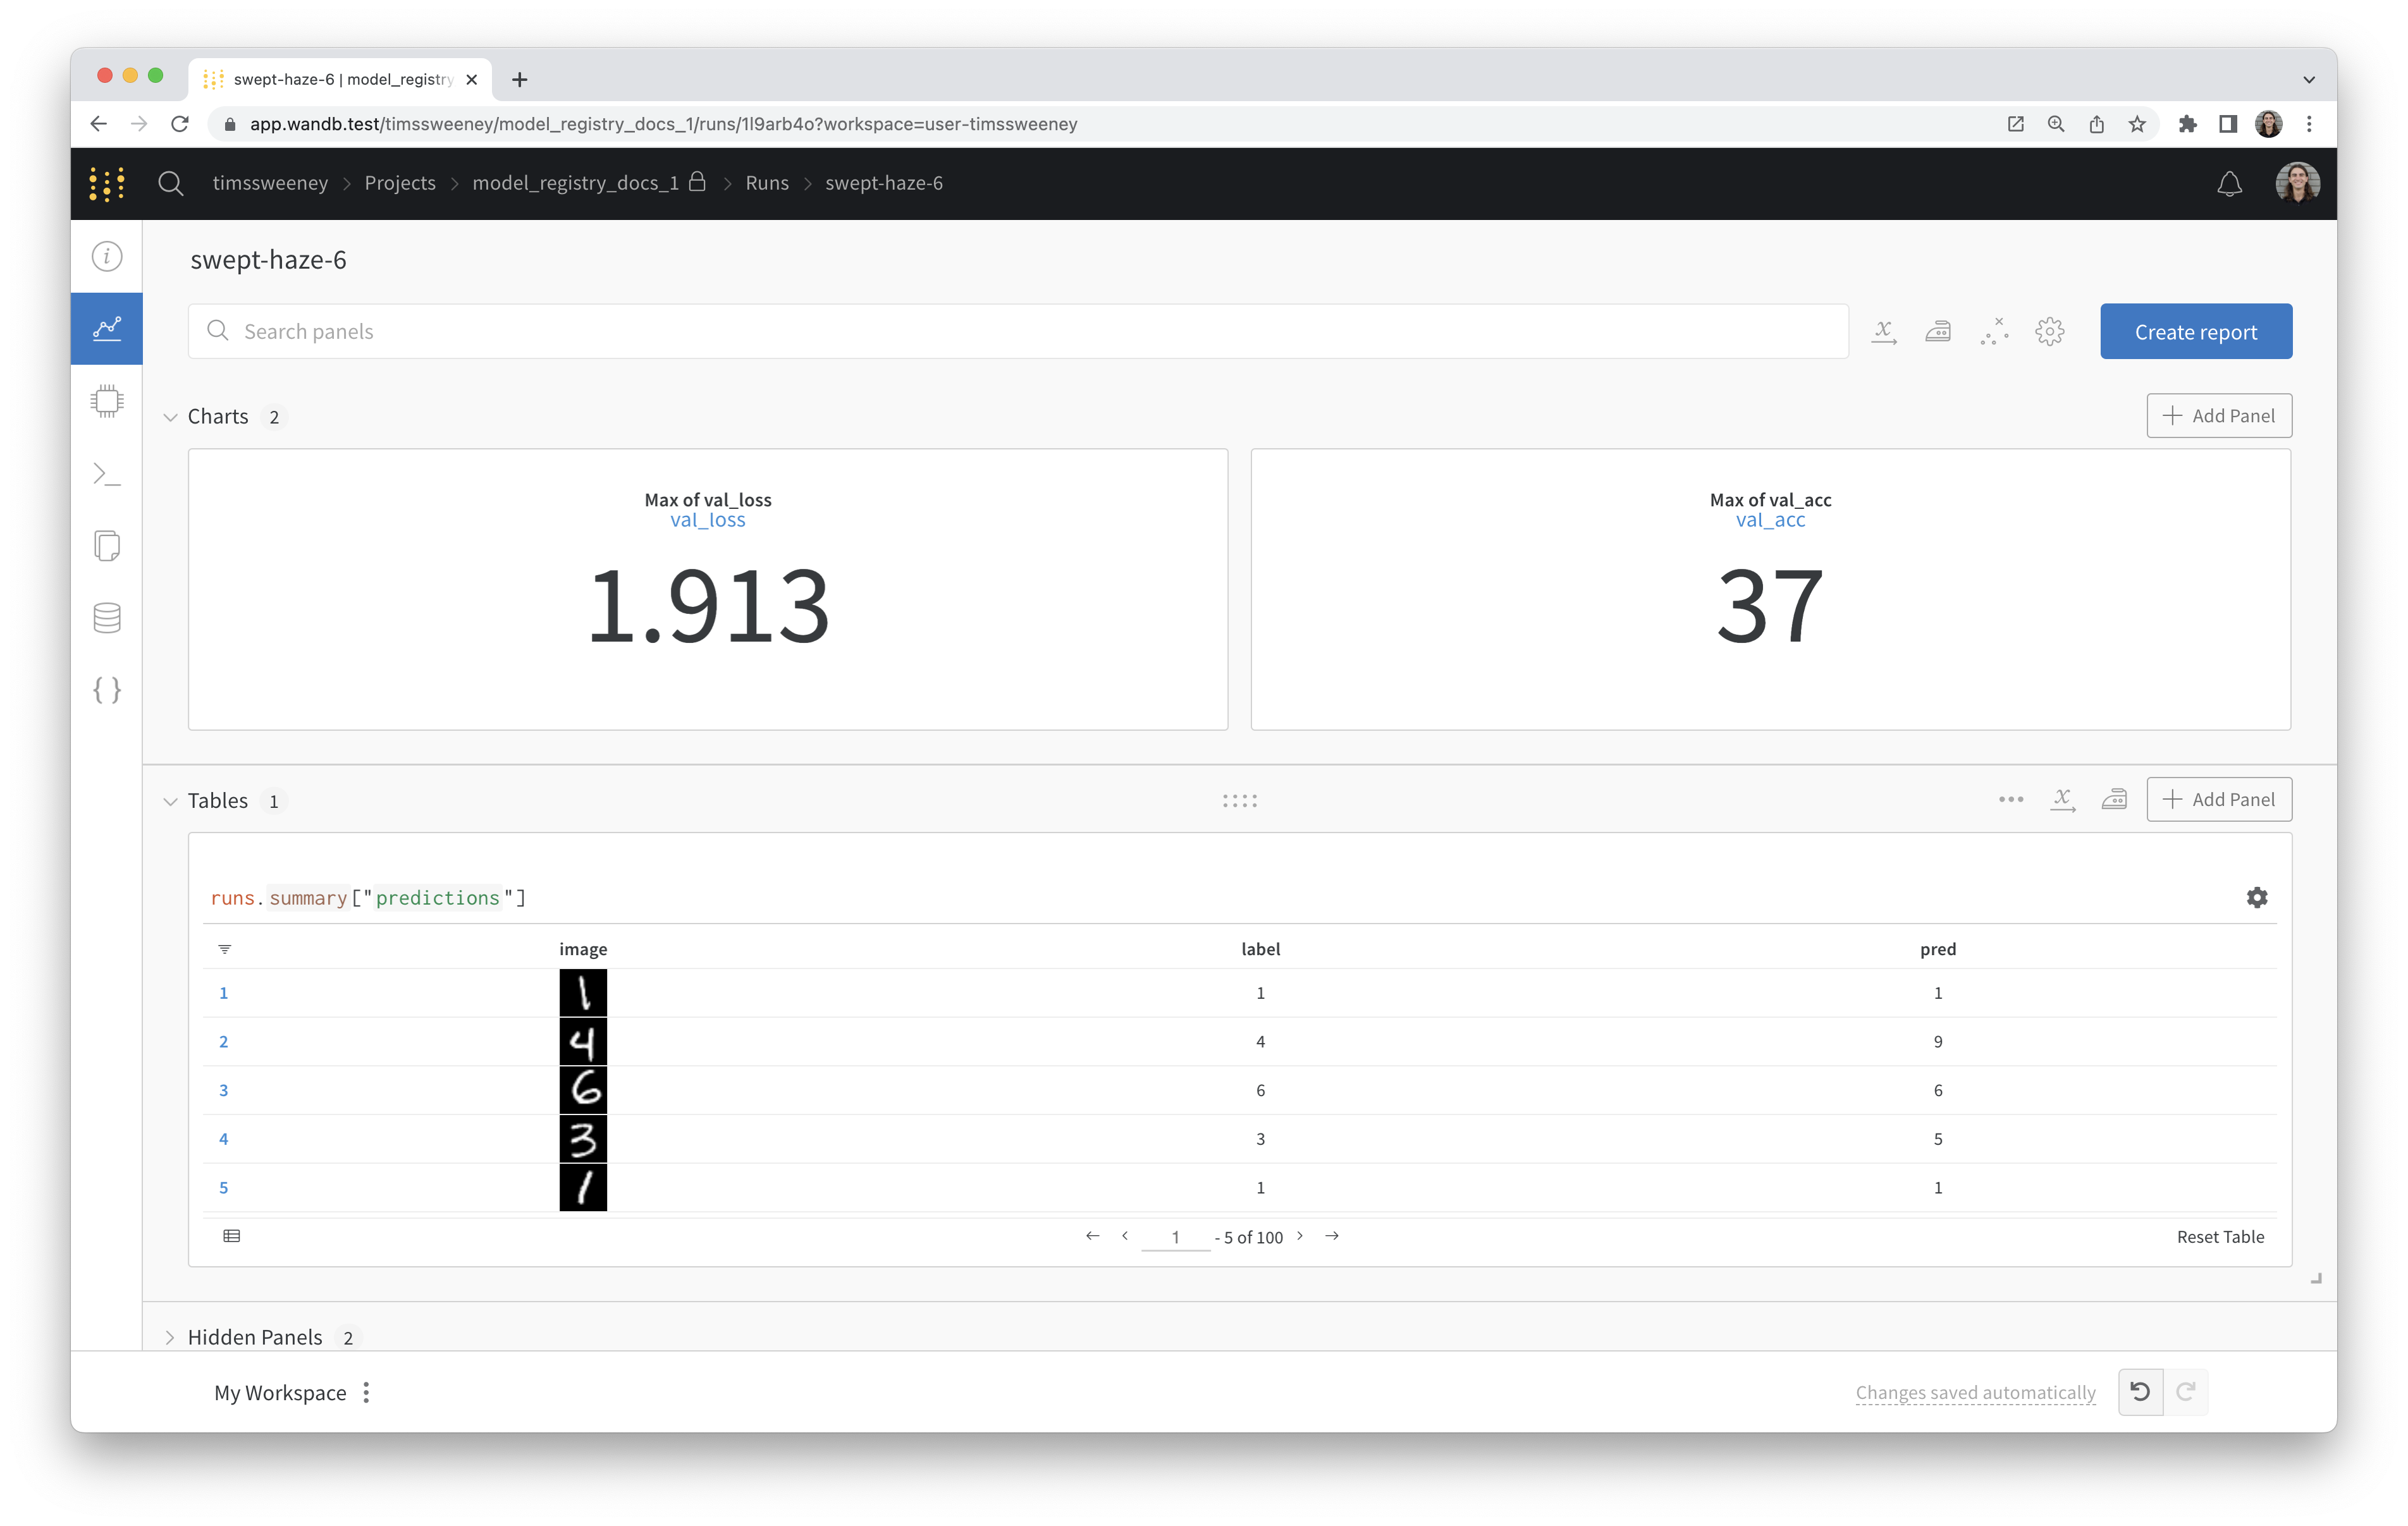 swept-haze-6 | model_registry
app.wandb.test/timssweeney/model_registry_docs_1/runs/1l9arb4o?workspace=user-timssweeney
timssweeney > Projects > model_registry_docs_1 > Runs > swept-haze-6
swept-haze-6
Search panels
Create report
Charts 2
Add Panel
Max of val_loss
val_loss
1.913
Max of val_acc
val_acc
37
Tables 1
Add Panel
runs.summary["predictions"]
image label pred
1 1 1 1
2 4 4 9
3 6 6 6
4 3 3 5
5 1 1 1
1 - 5 of 100
Reset Table
Hidden Panels 2
My Workspace
Changes saved automatically